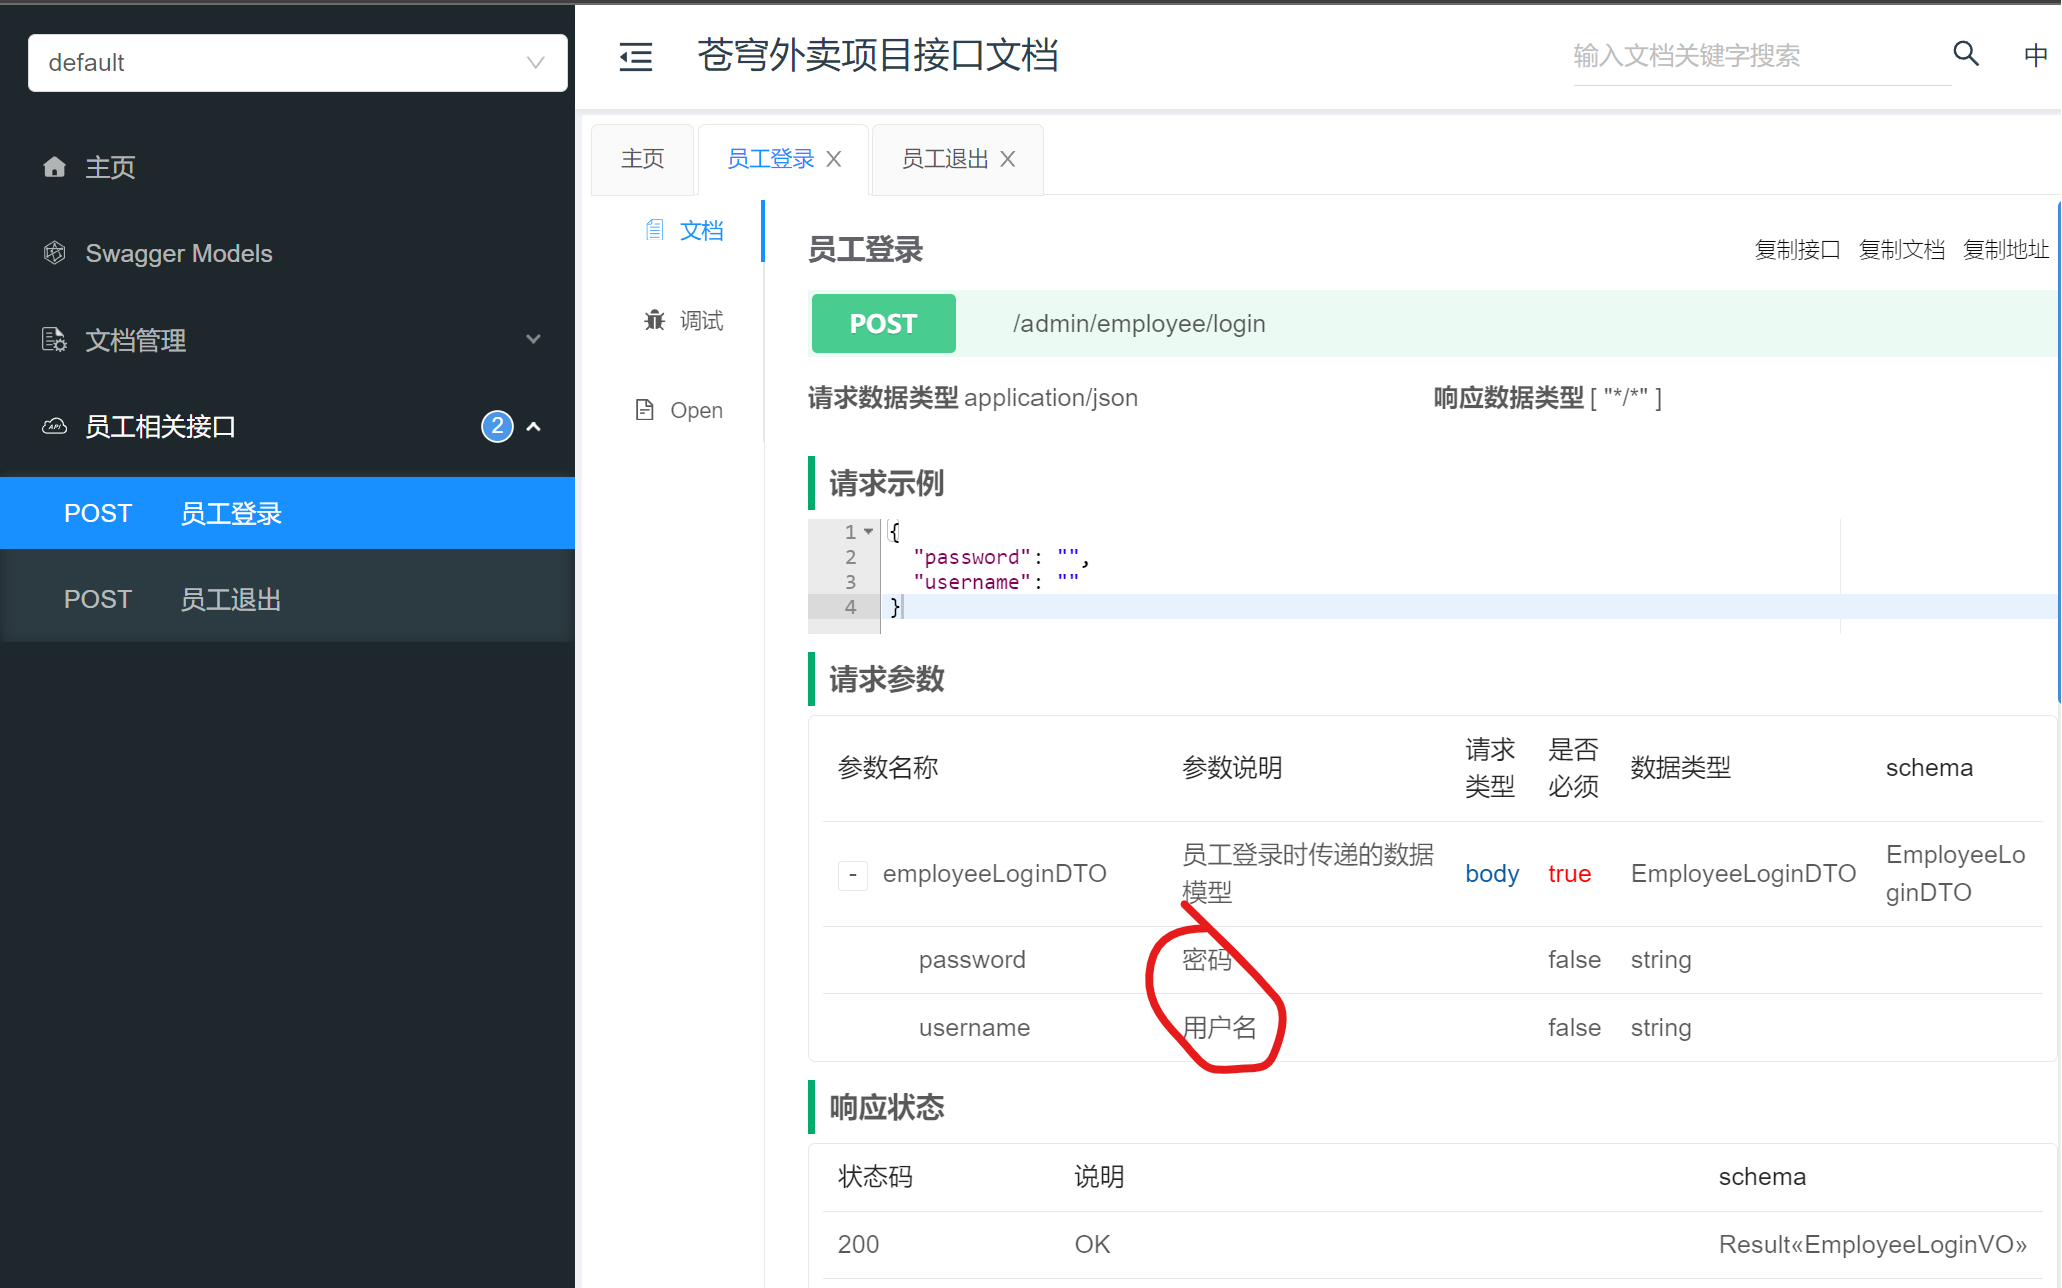 default
主页
Swagger Models
文档管理
员工相关接口 2
POST 员工登录
POST 员工退出
苍穹外卖项目接口文档
输入文档关键字搜索
中
主页
员工登录
员工退出
文档
调试
Open
员工登录
复制接口 复制文档 复制地址
POST /admin/employee/login
请求数据类型 application/json
响应数据类型 [ "*/*" ]
请求示例
1 {
2 "password": "",
3 "username": ""
4 }
请求参数
参数名称 参数说明 请求类型 是否必须 数据类型 schema
- employeeLoginDTO 员工登录时传递的数据模型 body true EmployeeLoginDTO EmployeeLoginDTO
password 密码 false string
username 用户名 false string
响应状态
状态码 说明 schema
200 OK Result«EmployeeLoginVO»